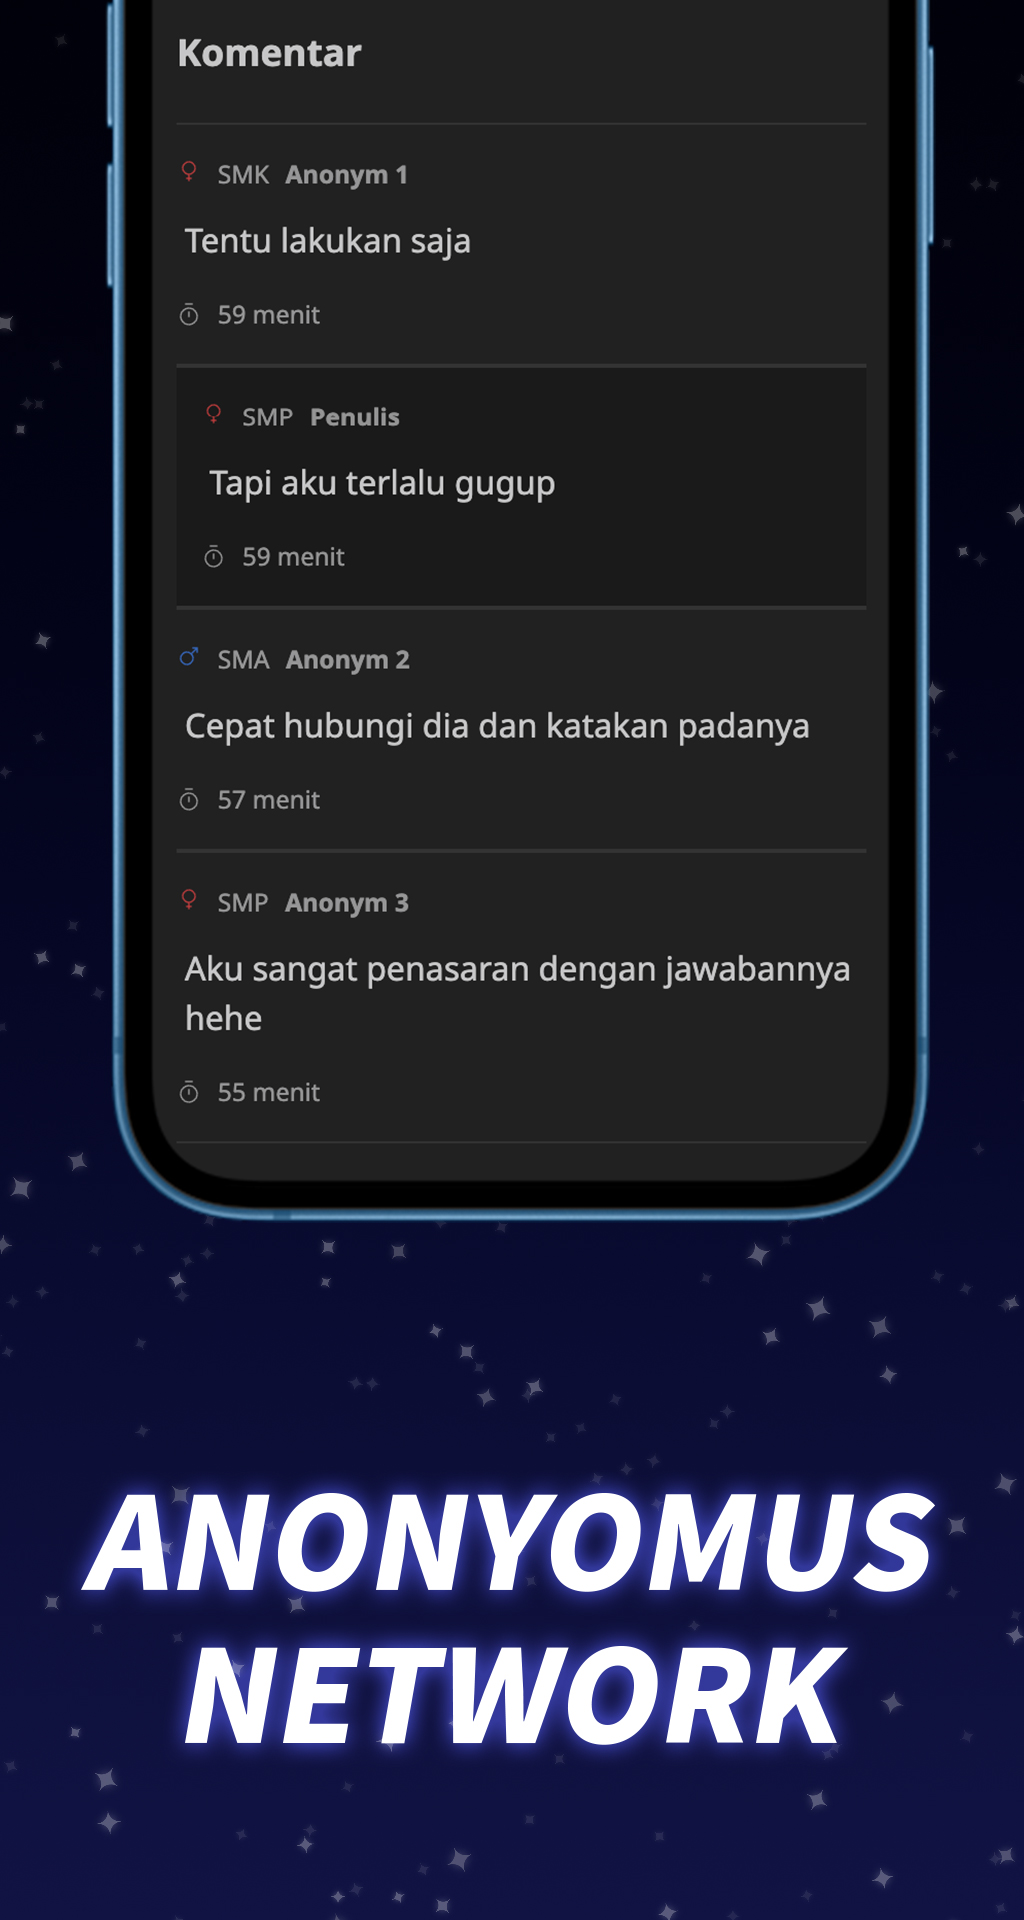 Komentar
SMK Anonym 1
Tentu lakukan saja
59 menit
SMP Penulis
Tapi aku terlalu gugup
59 menit
SMA Anonym 2
Cepat hubungi dia dan katakan padanya
57 menit
SMP Anonym 3
Aku sangat penasaran dengan jawabannya
hehe
55 menit
ANONYOMUS
NETWORK